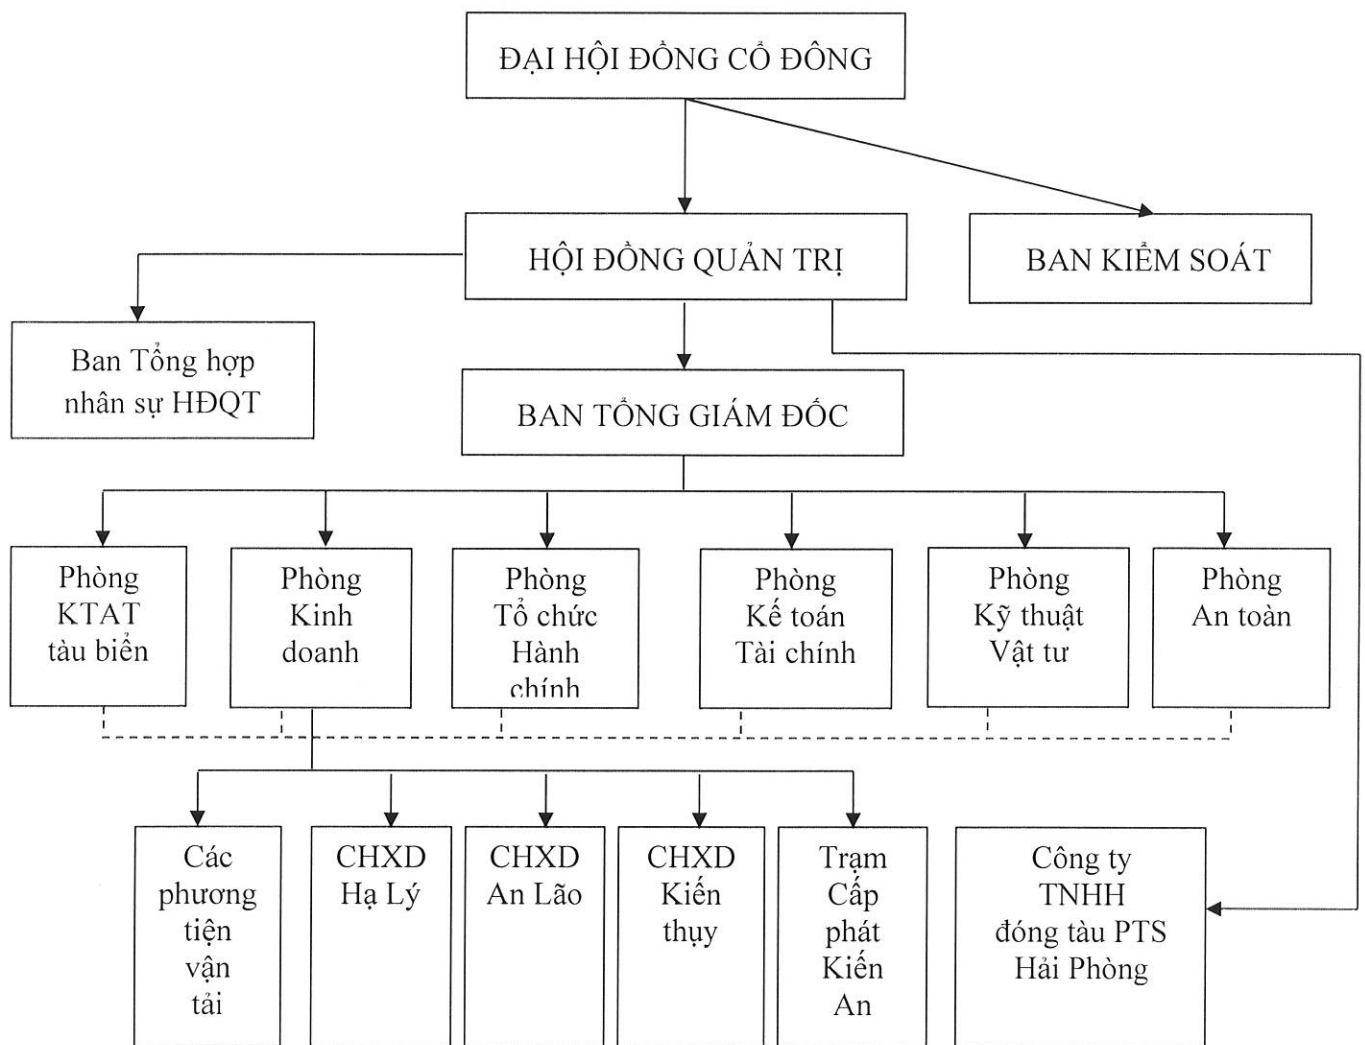 ĐẠI HỘI ĐỒNG CỔ ĐÔNG
HỘI ĐỒNG QUẢN TRỊ
BAN KIỂM SOÁT
Ban Tổng hợp
nhân sự HĐQT
BAN TỔNG GIÁM ĐỐC
Phòng
KTAT
tàu biển
Phòng
Kinh
doanh
Phòng
Tổ chức
Hành
chính
Phòng
Kế toán
Tài chính
Phòng
Kỹ thuật
Vật tư
Phòng
An toàn
Các
phương
tiện
vận
tải
CHXD
Hạ Lý
CHXD
An Lão
CHXD
Kiến
thụy
Trạm
Cấp
phát
Kiến
An
Công ty
TNHH
đóng tàu PTS
Hải Phòng